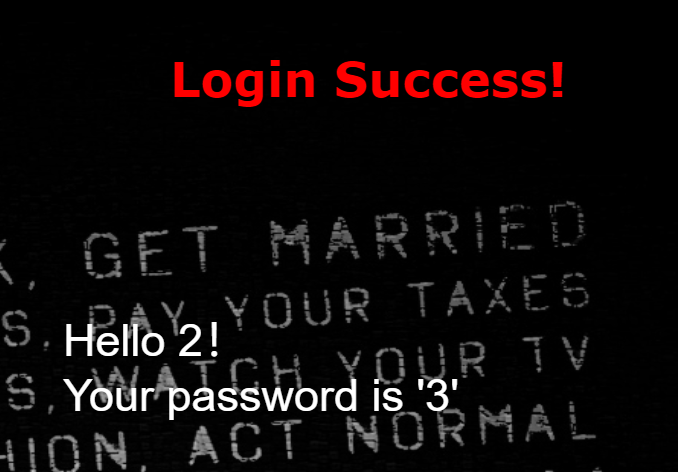 Login Success!
, GET MARRIED
S, PAY YOUR TAXES
Hello 2!
S, WATCH YOUR TV
Your password is '3'
HION, ACT NORMAL